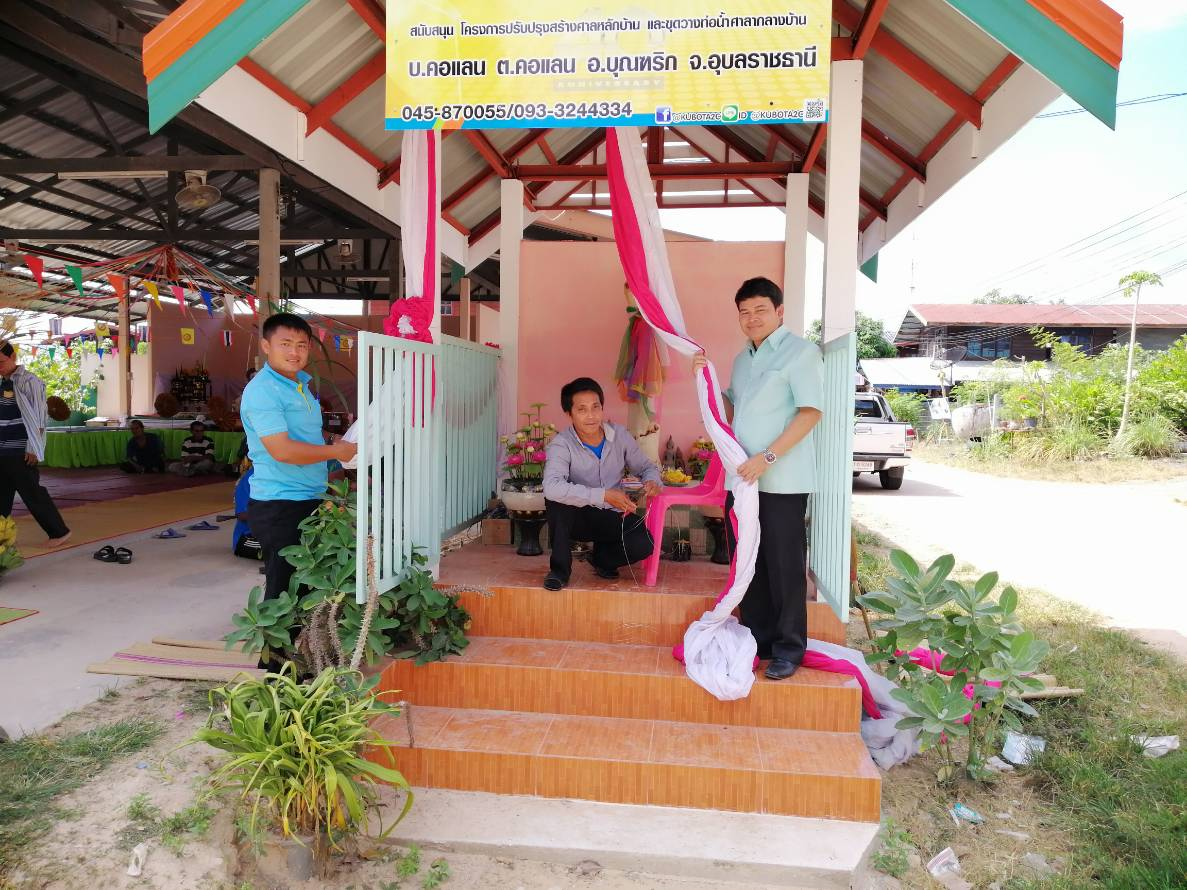 สนับสนุน โครงการปรับปรุงสร้างศาลหลักบ้าน และขุดวางท่อน้ำศาลากลางบ้าน
บ.คอแลน ต.คอแลน อ.บุณฑริก จ.อุบลราชธานี
ANNIVERSARY
045-870055/093-3244334 @KUBOTA2G ID @KUBOTA2G